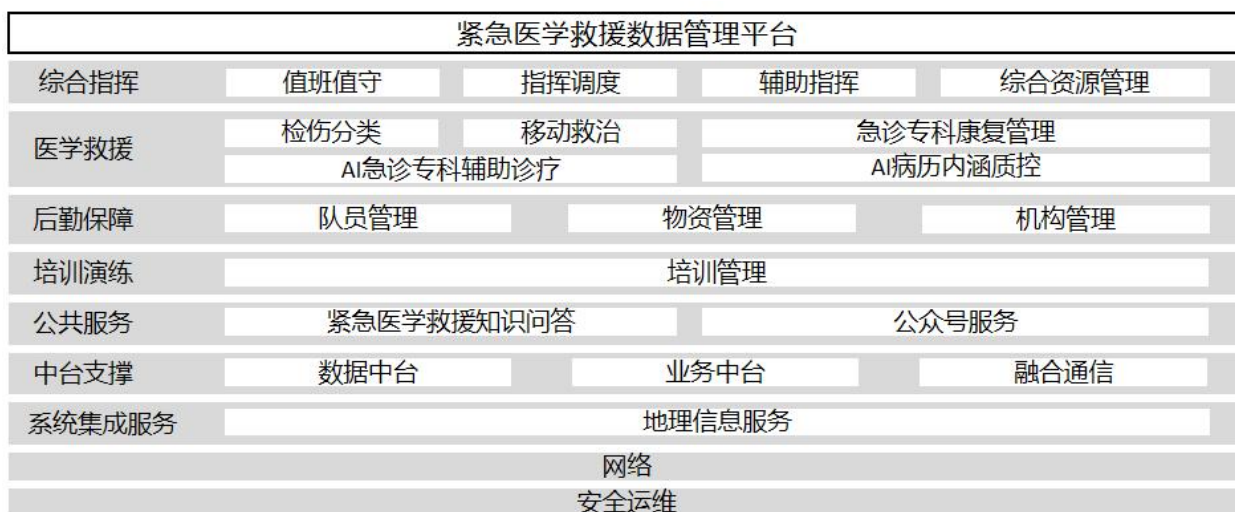 紧急医学救援数据管理平台
综合指挥 值班值守 指挥调度 辅助指挥 综合资源管理
医学救援 检伤分类 移动救治 急诊专科康复管理
AI急诊专科辅助诊疗 AI病历内涵质控
后勤保障 队员管理 物资管理 机构管理
培训演练 培训管理
公共服务 紧急医学救援知识问答 公众号服务
中台支撑 数据中台 业务中台 融合通信
系统集成服务 地理信息服务
网络
安全运维